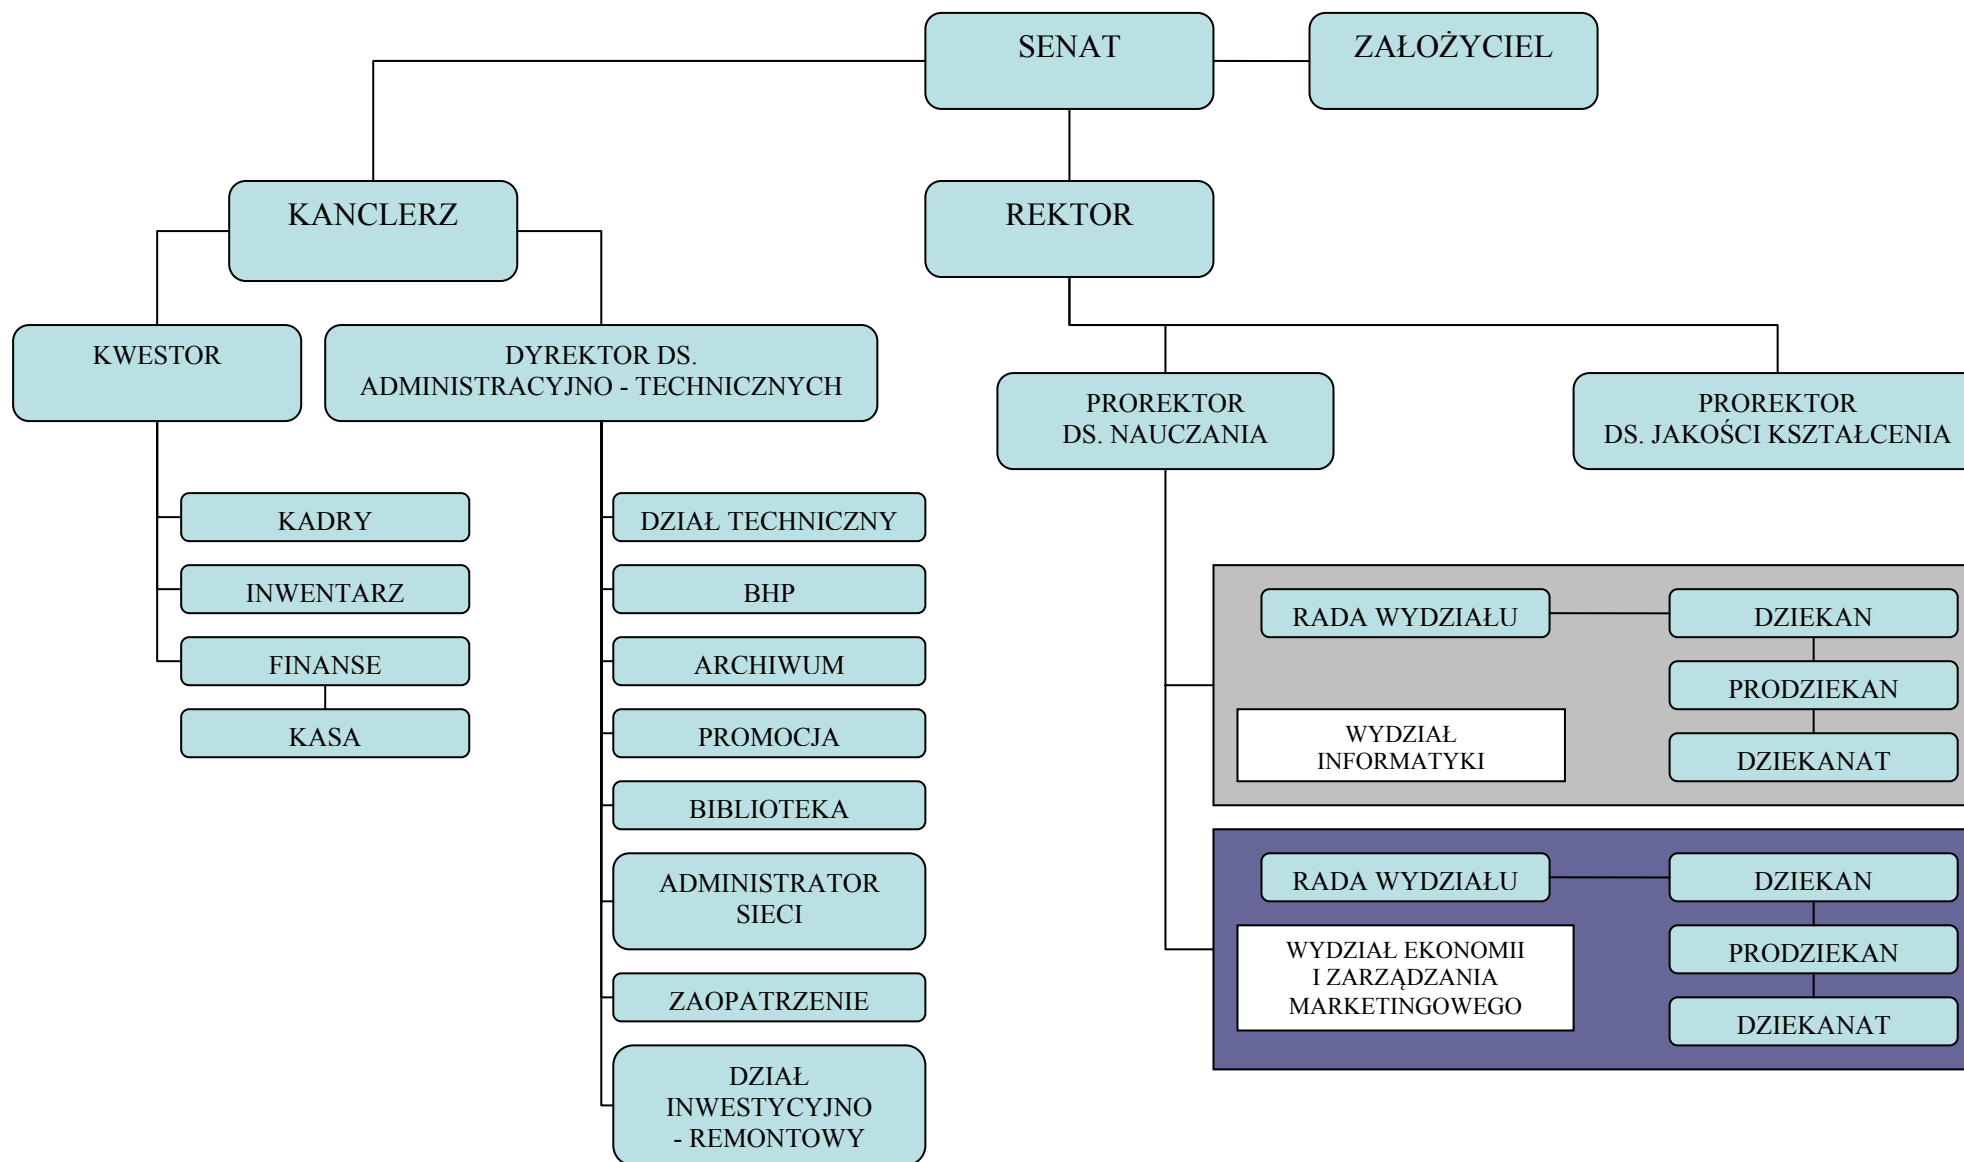 SENAT
ZAŁOŻYCIEL
KANCLERZ
REKTOR
KWESTOR
DYREKTOR DS.
ADMINISTRACYJNO - TECHNICZNYCH
PROREKTOR
DS. NAUCZANIA
PROREKTOR
DS. JAKOŚCI KSZTAŁCENIA
KADRY
INWENTARZ
FINANSE
KASA
DZIAŁ TECHNICZNY
BHP
ARCHIWUM
PROMOCJA
BIBLIOTEKA
ADMINISTRATOR
SIECI
ZAOPATRZENIE
DZIAŁ
INWESTYCYJNO
- REMONTOWY
RADA WYDZIAŁU
DZIEKAN
PRODZIEKAN
DZIEKANAT
WYDZIAŁ
INFORMATYKI
RADA WYDZIAŁU
DZIEKAN
PRODZIEKAN
DZIEKANAT
WYDZIAŁ EKONOMII
I ZARZĄDZANIA
MARKETINGOWEGO